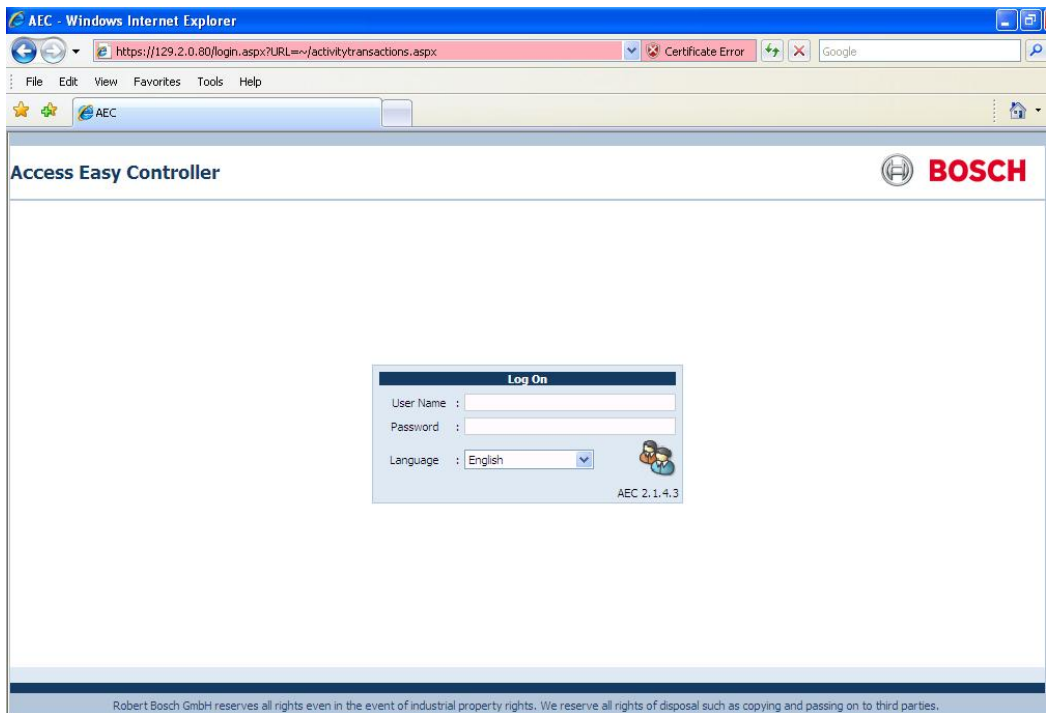 AEC - Windows Internet Explorer
https://129.2.0.80/login.aspx?URL=~/activitytransactions.aspx Certificate Error Google
File Edit View Favorites Tools Help
AEC
Access Easy Controller BOSCH
Log On
User Name :
Password :
Language : English
AEC 2.1.4.3
Robert Bosch GmbH reserves all rights even in the event of industrial property rights. We reserve all rights of disposal such as copying and passing on to third parties.